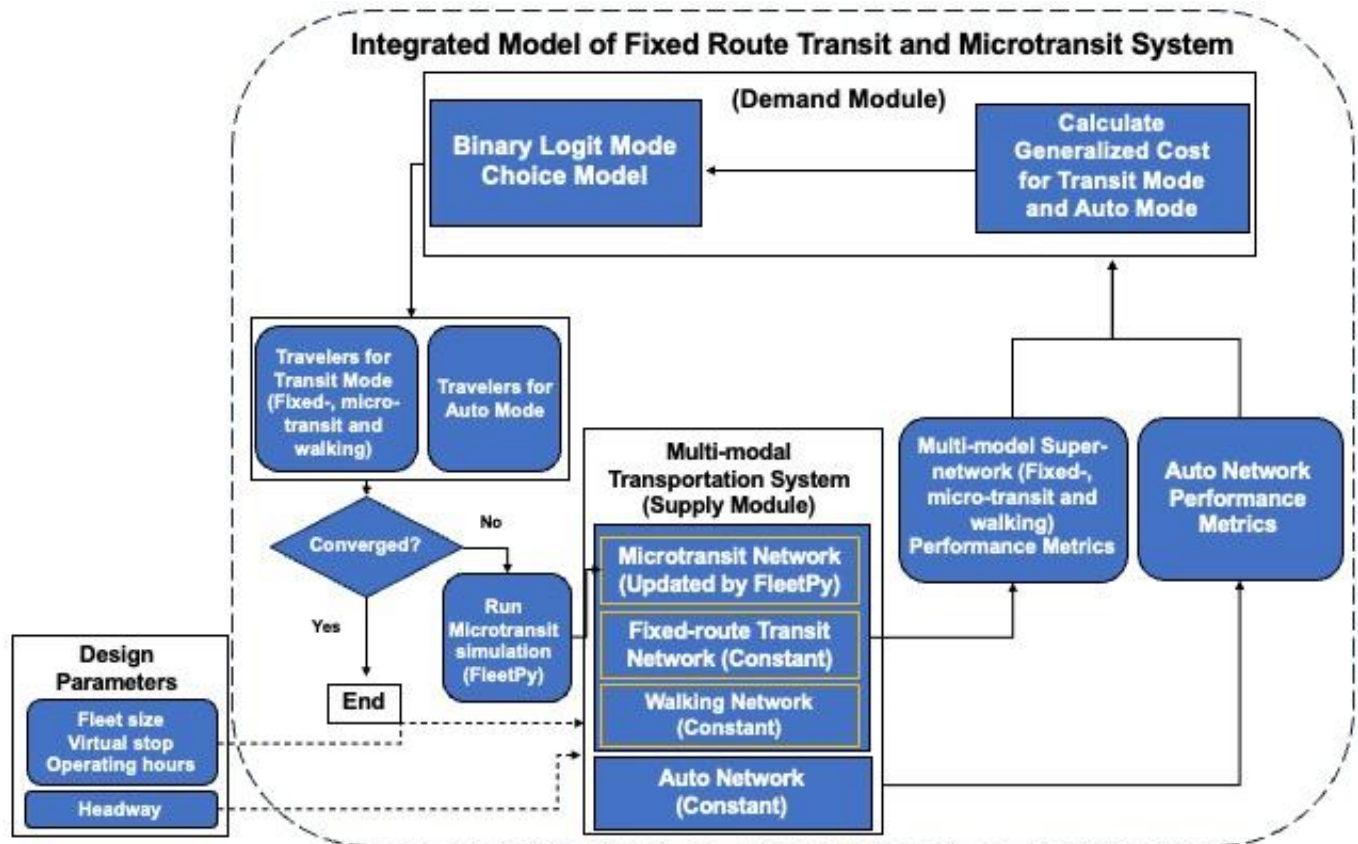 Integrated Model of Fixed Route Transit and Microtransit System
(Demand Module)
Binary Logit Mode
Choice Model
Calculate
Generalized Cost
for Transit Mode
and Auto Mode
Travelers for
Transit Mode
(Fixed-, micro-
transit and
walking)
Travelers for
Auto Mode
Converged?
No
Yes
End
Run
Microtransit
simulation
(FleetPy)
Multi-modal
Transportation System
(Supply Module)
Microtransit Network
(Updated by FleetPy)
Fixed-route Transit
Network (Constant)
Walking Network
(Constant)
Auto Network
(Constant)
Multi-model Super-
network (Fixed-,
micro-transit and
walking)
Performance Metrics
Auto Network
Performance
Metrics
Design
Parameters
Fleet size
Virtual stop
Operating hours
Headway